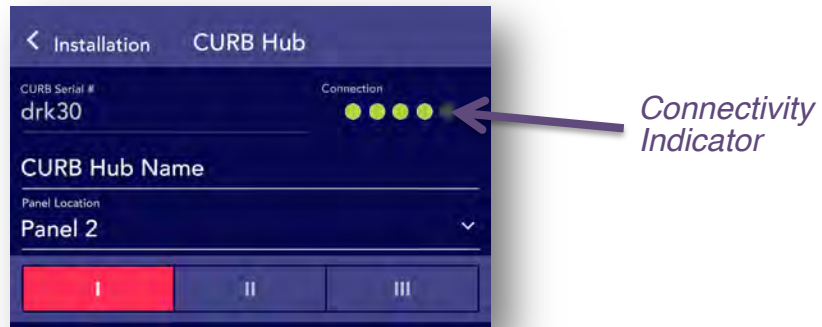 Installation CURB Hub
CURB Serial # Connection
drk30
Connectivity
Indicator
CURB Hub Name
Panel Location
Panel 2
I II III